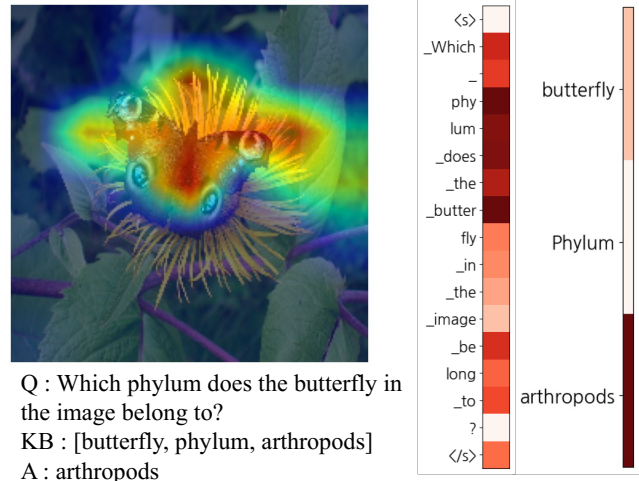 Q : Which phylum does the butterfly in
the image belong to?
KB : [butterfly, phylum, arthropods]
A : arthropods
<s>
_Which
_
phy
lum
_does
_the
_butter
fly
_in
_the
_image
_be
long
_to
?
</s>
butterfly
Phylum
arthropods